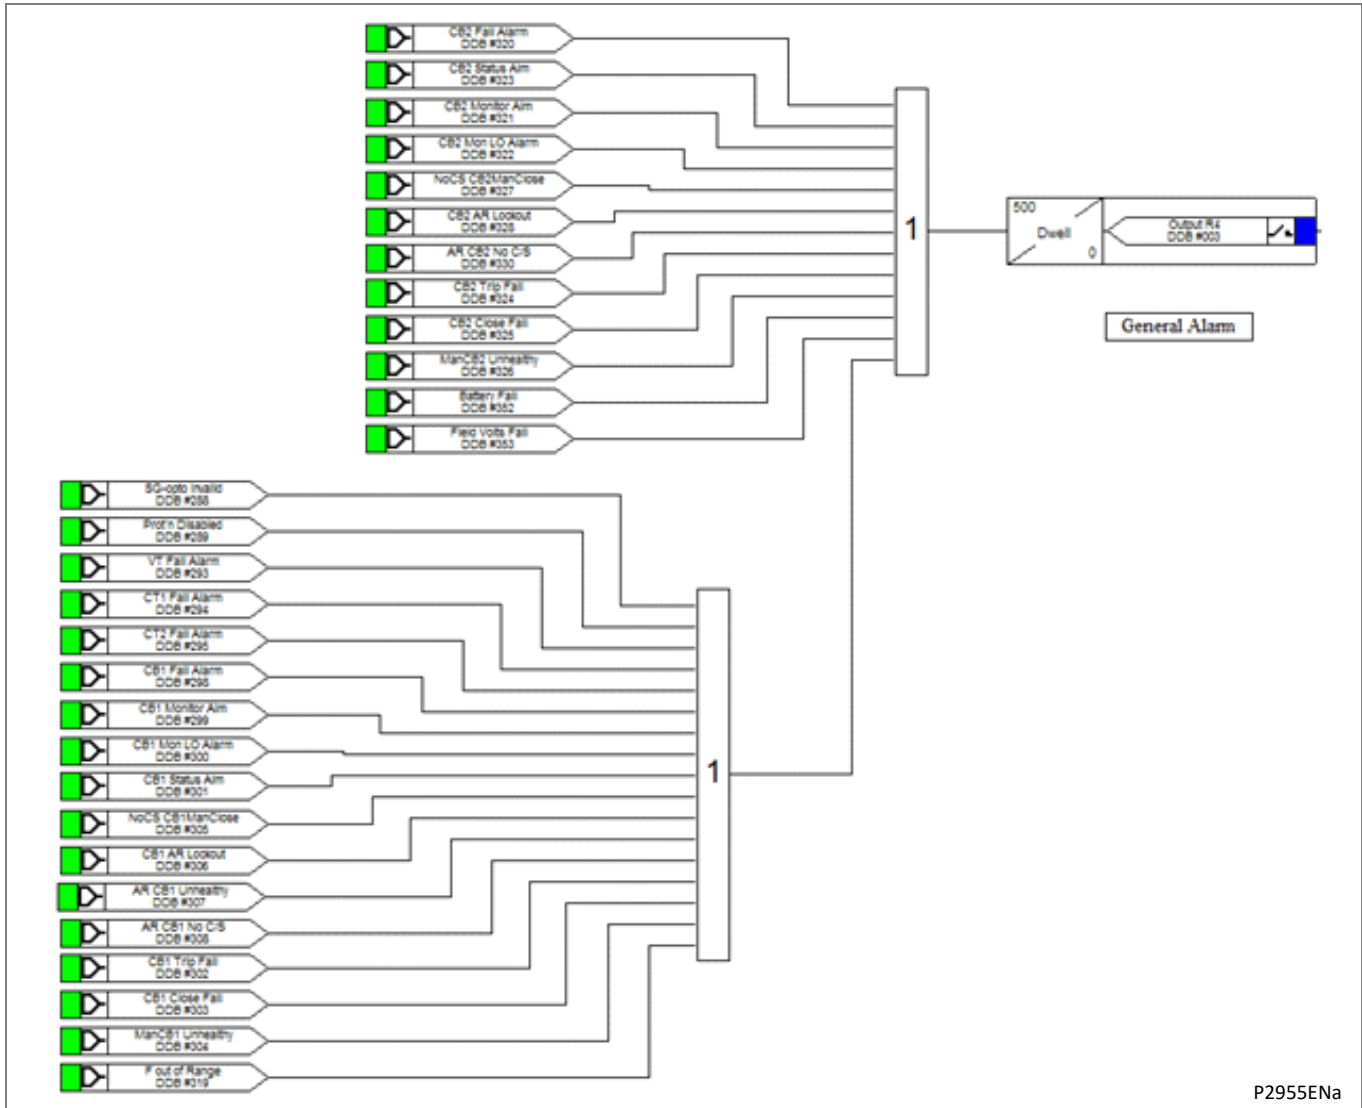 CB2 Fail Alarm
DDB #320
CB2 Status Alm
DDB #323
CB2 Monitor Alm
DDB #321
CB2 Mon LO Alarm
DDB #322
NoCS CB2ManClose
DDB #327
CB2 AR Lockout
DDB #328
AR CB2 No C/S
DDB #330
CB2 Trip Fail
DDB #324
CB2 Close Fail
DDB #325
ManCB2 Unhealthy
DDB #326
Battery Fail
DDB #352
Field Volts Fail
DDB #353
1
500
Dwell
0
Output R4
DDB #003
General Alarm
SG-opto Invalid
DDB #288
Prot'n Disabled
DDB #289
VT Fail Alarm
DDB #293
CT1 Fail Alarm
DDB #294
CT2 Fail Alarm
DDB #295
CB1 Fail Alarm
DDB #298
CB1 Monitor Alm
DDB #299
CB1 Mon LO Alarm
DDB #300
CB1 Status Alm
DDB #301
NoCS CB1ManClose
DDB #305
CB1 AR Lockout
DDB #306
AR CB1 Unhealthy
DDB #307
AR CB1 No C/S
DDB #308
CB1 Trip Fail
DDB #302
CB1 Close Fail
DDB #303
ManCB1 Unhealthy
DDB #304
F out of Range
DDB #319
1
P2955ENa